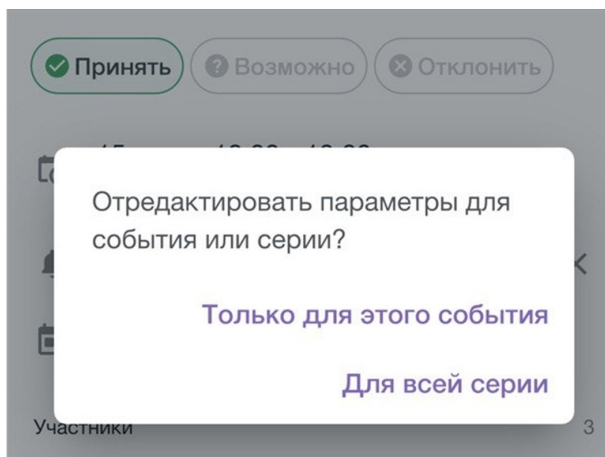 Принять
Возможно
Отклонить
Отредактировать параметры для
события или серии?
Только для этого события
Для всей серии
Участники
3